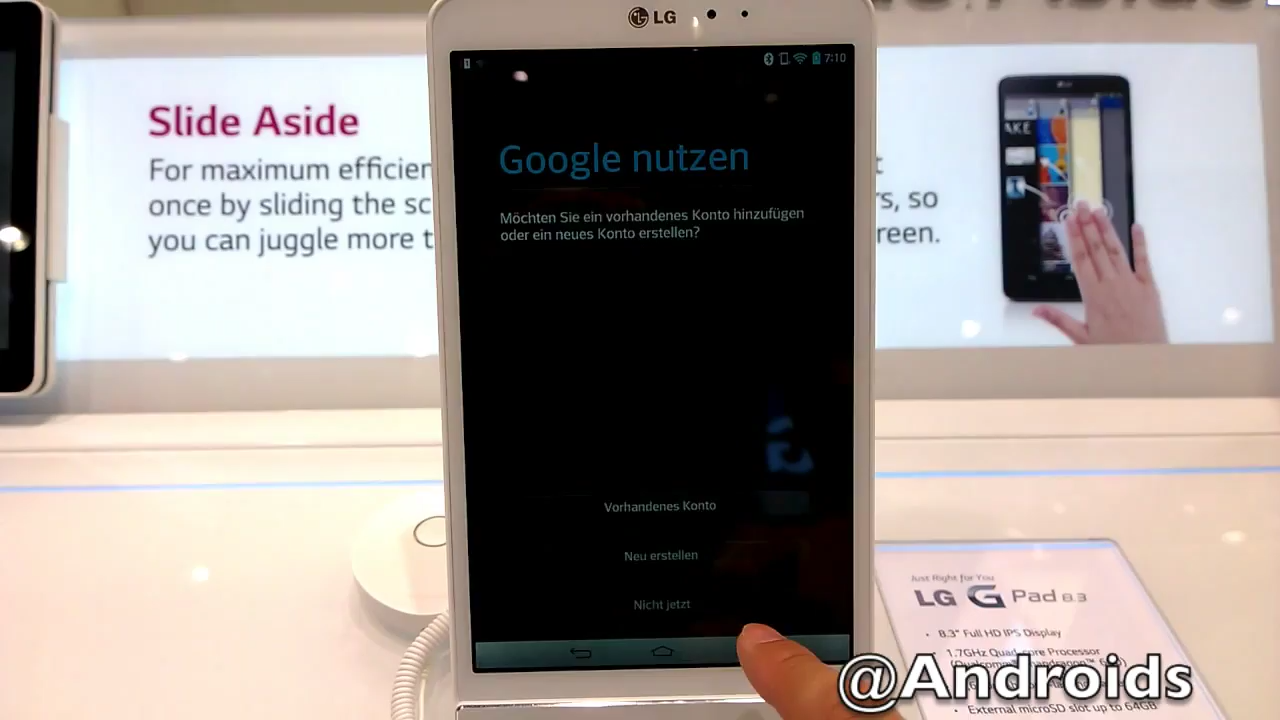 LG
7:10
Slide Aside
For maximum efficien
once by sliding the sc
you can juggle more t
rs, so
reen.
Google nutzen
Möchten Sie ein vorhandenes Konto hinzufügen
oder ein neues Konto erstellen?
Vorhandenes Konto
Neu erstellen
Nicht jetzt
Just Right for You
LG G Pad 8.3
• 8.3" Full HD IPS Display
1.7GHz Quad-core Processor
• External microSD slot up to 64GB
@Androids